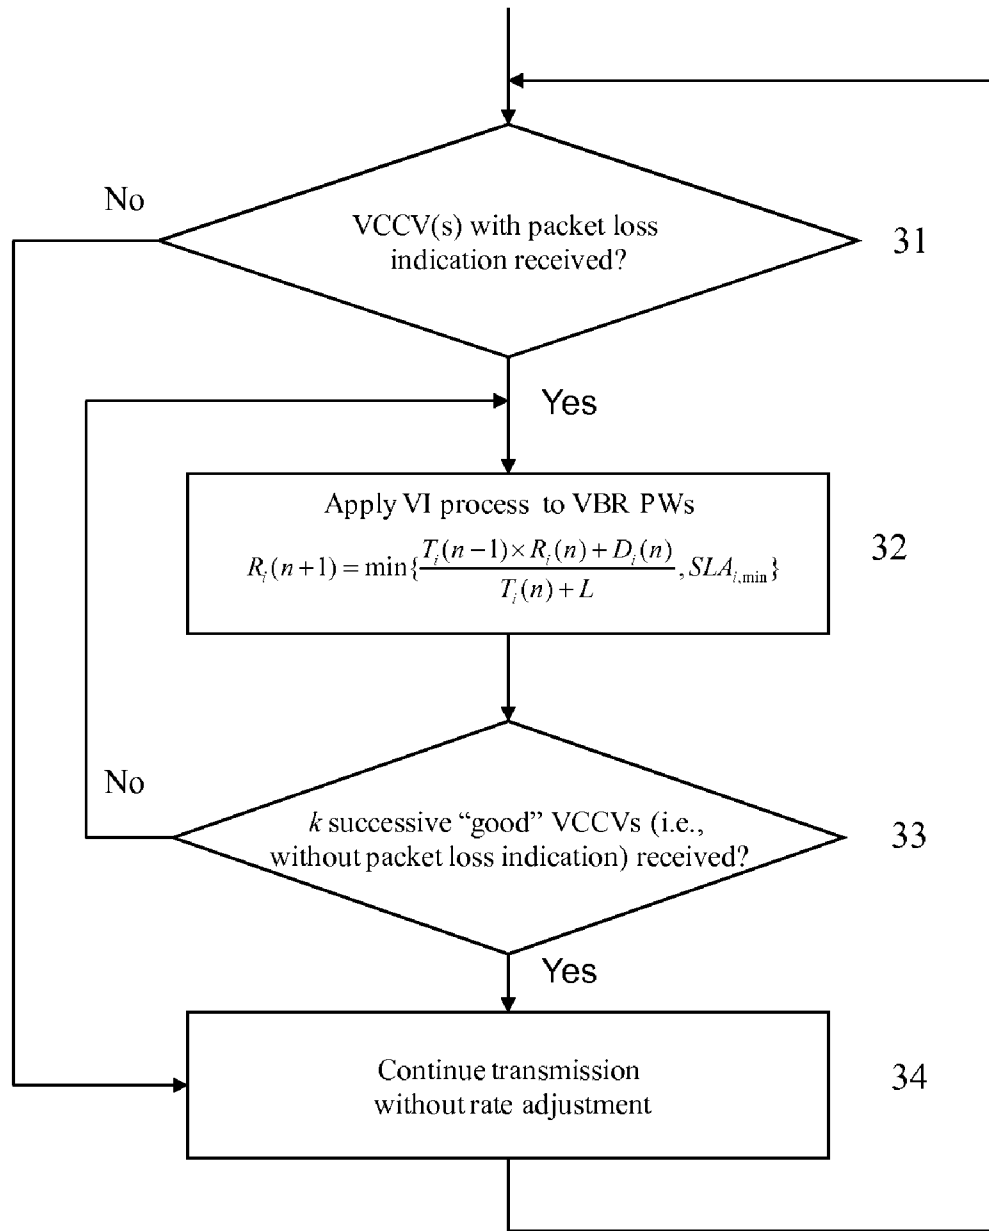 No
VCCV(s) with packet loss
indication received?
31
Yes
Apply VI process to VBR PWs
R_i(n+1) = min{\frac{T_i(n−1)×R_i(n)+D_i(n)}{T_i(n)+L}, SLA_{i,min}}
32
No
k successive “good” VCCVs (i.e.,
without packet loss indication) received?
33
Yes
Continue transmission
without rate adjustment
34